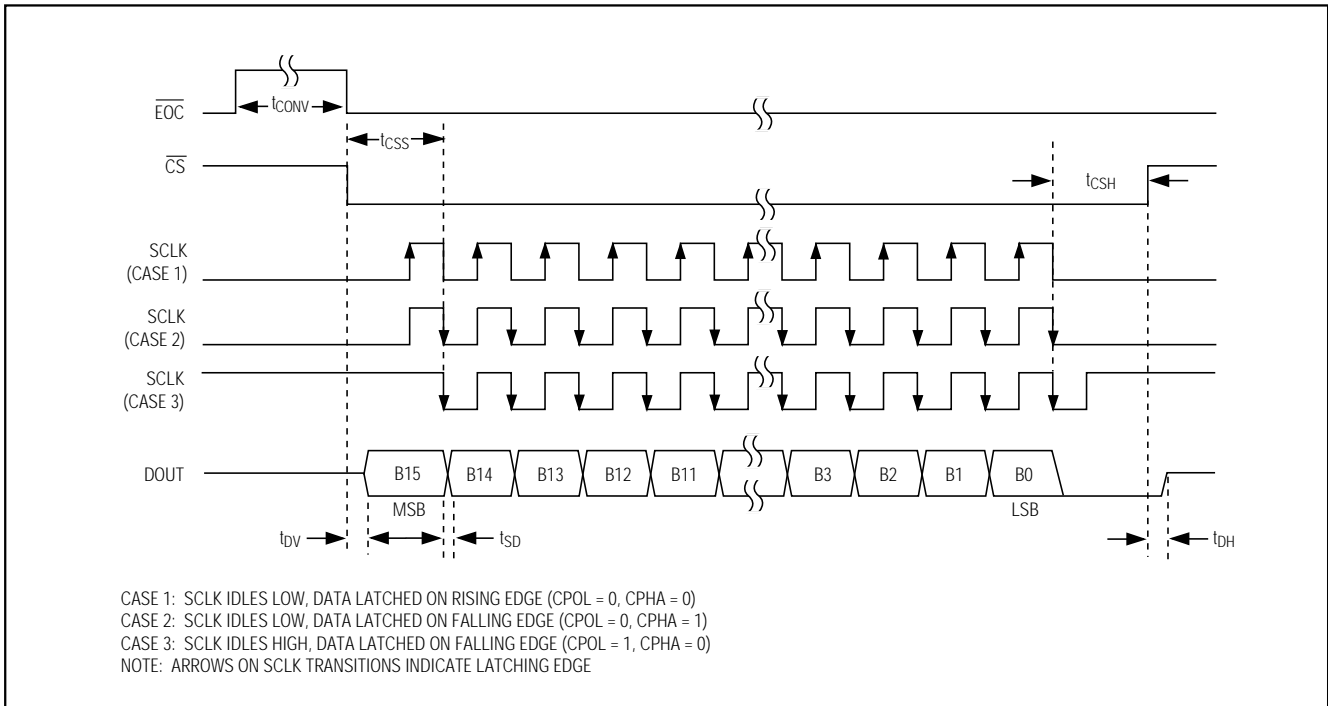 EOC
tCONV
tCSS
CS
tCSH
SCLK
(CASE 1)
SCLK
(CASE 2)
SCLK
(CASE 3)
DOUT
B15
B14
B13
B12
B11
B3
B2
B1
B0
MSB
LSB
tDV
tSD
tDH
CASE 1: SCLK IDLES LOW, DATA LATCHED ON RISING EDGE (CPOL = 0, CPHA = 0)
CASE 2: SCLK IDLES LOW, DATA LATCHED ON FALLING EDGE (CPOL = 0, CPHA = 1)
CASE 3: SCLK IDLES HIGH, DATA LATCHED ON FALLING EDGE (CPOL = 1, CPHA = 0)
NOTE: ARROWS ON SCLK TRANSITIONS INDICATE LATCHING EDGE